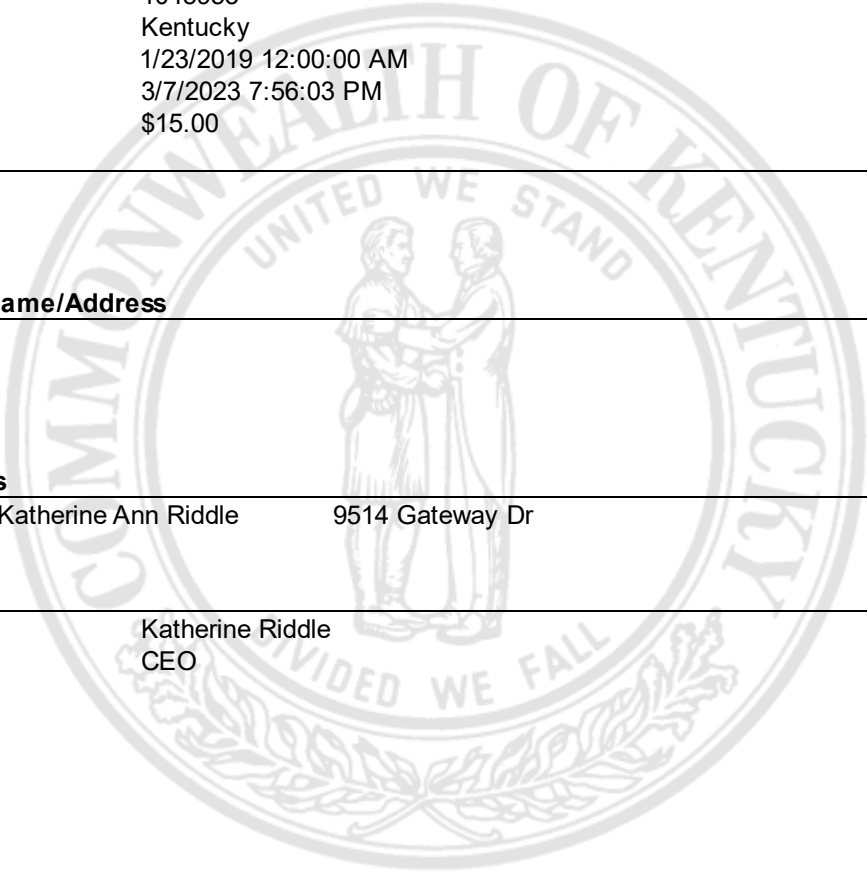 Kentucky
1/23/2019 12:00:00 AM
3/7/2023 7:56:03 PM
$15.00
COMMONWEALTH OF KENTUCKY
UNITED WE STAND
ame/Address
s
Katherine Ann Riddle 9514 Gateway Dr
Katherine Riddle
CEO
DIVIDED WE FALL